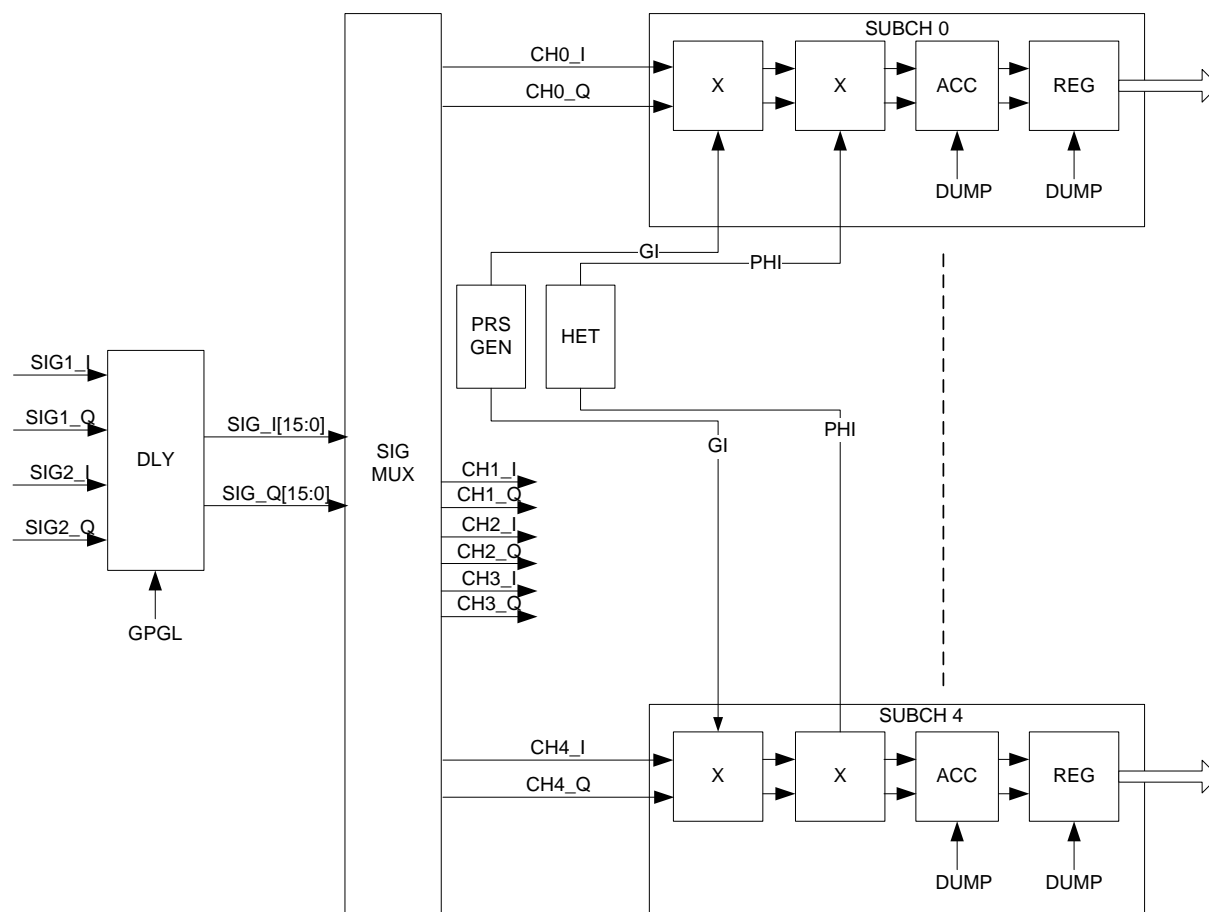 SUBCH 0
CH0_I
CH0_Q
X
X
ACC
REG
DUMP
DUMP
GI
PHI
PRS
GEN
HET
SIG1_I
SIG1_Q
SIG2_I
SIG2_Q
DLY
GPGL
SIG_I[15:0]
SIG_Q[15:0]
SIG
MUX
GI
PHI
CH1_I
CH1_Q
CH2_I
CH2_Q
CH3_I
CH3_Q
SUBCH 4
CH4_I
CH4_Q
X
X
ACC
REG
DUMP
DUMP